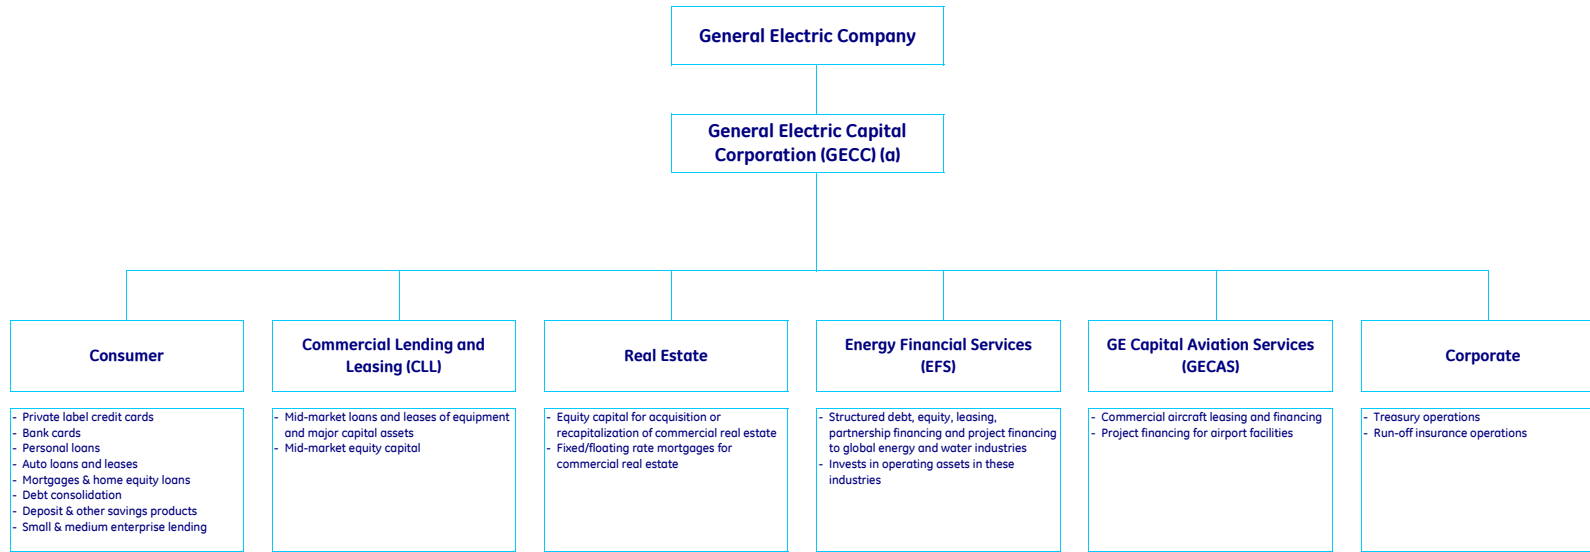 General Electric Company
General Electric Capital
Corporation (GECC) (a)
Consumer
Commercial Lending and
Leasing (CLL)
Real Estate
Energy Financial Services
(EFS)
GE Capital Aviation Services
(GECAS)
Corporate
- Private label credit cards
- Bank cards
- Personal loans
- Auto loans and leases
- Mortgages & home equity loans
- Debt consolidation
- Deposit & other savings products
- Small & medium enterprise lending
- Mid-market loans and leases of equipment
and major capital assets
- Mid-market equity capital
- Equity capital for acquisition or
recapitalization of commercial real estate
- Fixed/floating rate mortgages for
commercial real estate
- Structured debt, equity, leasing,
partnership financing and project financing
to global energy and water industries
- Invests in operating assets in these
industries
- Commercial aircraft leasing and financing
- Project financing for airport facilities
- Treasury operations
- Run-off insurance operations